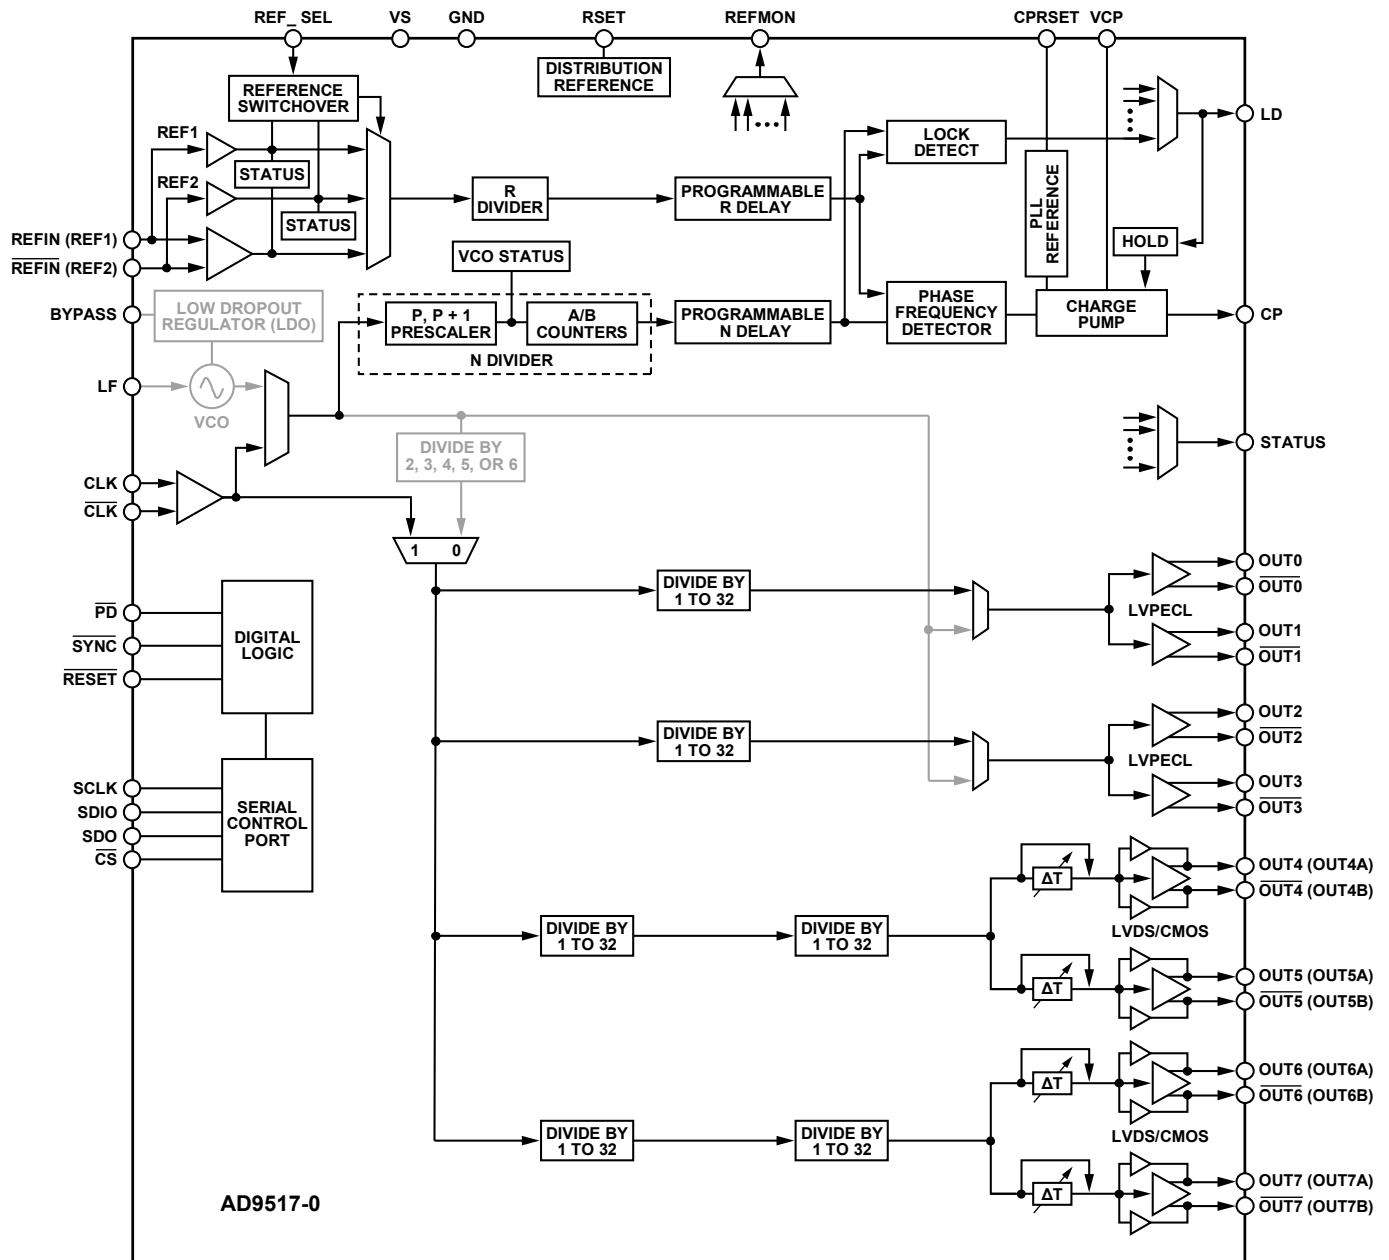 REF_ SEL
VS
GND
RSET
REFMON
CPRSET
VCP
DISTRIBUTION
REFERENCE
REFERENCE
SWITCHOVER
REF1
STATUS
REF2
STATUS
REFIN (REF1)
REFIN (REF2)
R
DIVIDER
PROGRAMMABLE
R DELAY
LOCK
DETECT
LD
PLL
REFERENCE
HOLD
VCO STATUS
BYPASS
LOW DROPOUT
REGULATOR (LDO)
P, P + 1
PRESCALER
A/B
COUNTERS
N DIVIDER
PROGRAMMABLE
N DELAY
PHASE
FREQUENCY
DETECTOR
CHARGE
PUMP
CP
LF
VCO
DIVIDE BY
2, 3, 4, 5, OR 6
STATUS
CLK
CLK
1 0
PD
SYNC
RESET
DIGITAL
LOGIC
DIVIDE BY
1 TO 32
LVPECL
OUT0
OUT0
OUT1
OUT1
DIVIDE BY
1 TO 32
LVPECL
OUT2
OUT2
OUT3
OUT3
SCLK
SDIO
SDO
CS
SERIAL
CONTROL
PORT
DIVIDE BY
1 TO 32
DIVIDE BY
1 TO 32
ΔT
OUT4 (OUT4A)
OUT4 (OUT4B)
LVDS/CMOS
ΔT
OUT5 (OUT5A)
OUT5 (OUT5B)
DIVIDE BY
1 TO 32
DIVIDE BY
1 TO 32
ΔT
OUT6 (OUT6A)
OUT6 (OUT6B)
LVDS/CMOS
ΔT
OUT7 (OUT7A)
OUT7 (OUT7B)
AD9517-0